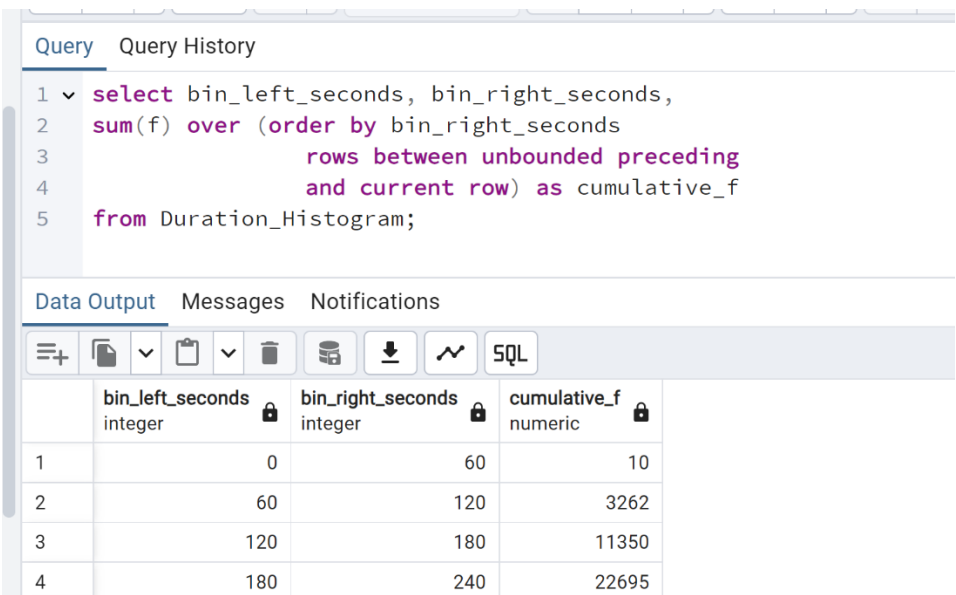 Query Query History
1 select bin_left_seconds, bin_right_seconds,
2 sum(f) over (order by bin_right_seconds
3 rows between unbounded preceding
4 and current row) as cumulative_f
5 from Duration_Histogram;
Data Output Messages Notifications
SQL
bin_left_seconds bin_right_seconds cumulative_f
integer integer numeric
1 0 60 10
2 60 120 3262
3 120 180 11350
4 180 240 22695